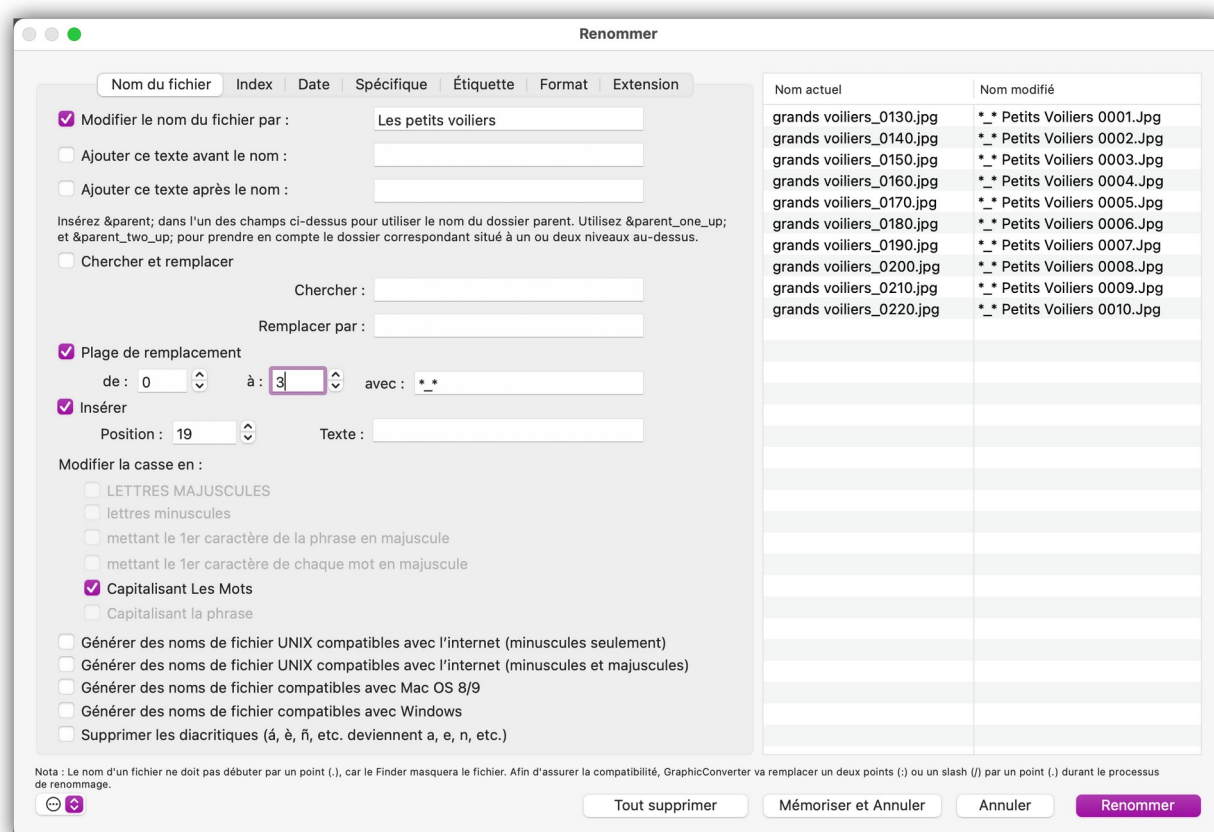 Renommer
Nom du fichier Index Date Spécifique Étiquette Format Extension
Modifier le nom du fichier par : Les petits voiliers
Ajouter ce texte avant le nom :
Ajouter ce texte après le nom :
Insérez &parent; dans l'un des champs ci-dessus pour utiliser le nom du dossier parent. Utilisez &parent_one_up;
et &parent_two_up; pour prendre en compte le dossier correspondant situé à un ou deux niveaux au-dessus.
Chercher et remplacer
Chercher :
Remplacer par :
Plage de remplacement
de : 0 à : 3 avec : *_*
Insérer
Position : 19 Texte :
Modifier la casse en :
LETTRES MAJUSCULES
lettres minuscules
mettant le 1er caractère de la phrase en majuscule
mettant le 1er caractère de chaque mot en majuscule
Capitalisant Les Mots
Capitalisant la phrase
Générer des noms de fichier UNIX compatibles avec l’internet (minuscules seulement)
Générer des noms de fichier UNIX compatibles avec l’internet (minuscules et majuscules)
Générer des noms de fichier compatibles avec Mac OS 8/9
Générer des noms de fichier compatibles avec Windows
Supprimer les diacritiques (á, è, ñ, etc. deviennent a, e, n, etc.)
Nom actuel Nom modifié
grands voiliers_0130.jpg *_* Petits Voiliers 0001.Jpg
grands voiliers_0140.jpg *_* Petits Voiliers 0002.Jpg
grands voiliers_0150.jpg *_* Petits Voiliers 0003.Jpg
grands voiliers_0160.jpg *_* Petits Voiliers 0004.Jpg
grands voiliers_0170.jpg *_* Petits Voiliers 0005.Jpg
grands voiliers_0180.jpg *_* Petits Voiliers 0006.Jpg
grands voiliers_0190.jpg *_* Petits Voiliers 0007.Jpg
grands voiliers_0200.jpg *_* Petits Voiliers 0008.Jpg
grands voiliers_0210.jpg *_* Petits Voiliers 0009.Jpg
grands voiliers_0220.jpg *_* Petits Voiliers 0010.Jpg
Nota : Le nom d'un fichier ne doit pas débuter par un point (.), car le Finder masquera le fichier. Afin d'assurer la compatibilité, GraphicConverter va remplacer un deux points (:) ou un slash (/) par un point (.) durant le processus
de renommage.
Tout supprimer Mémoriser et Annuler Annuler Renommer